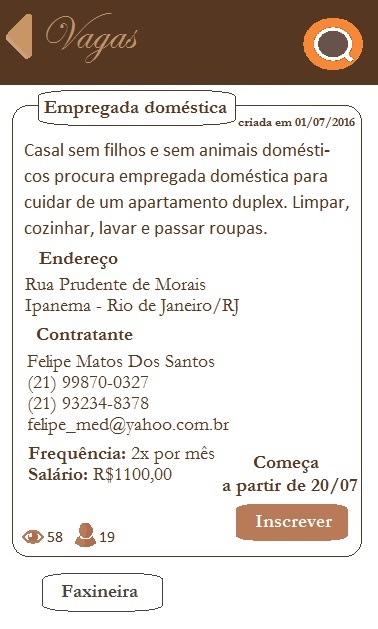 Vagas
Empregada doméstica
criada em 01/07/2016
Casal sem filhos e sem animais domésti-
cos procura empregada doméstica para
cuidar de um apartamento duplex. Limpar,
cozinhar, lavar e passar roupas.
Endereço
Rua Prudente de Morais
Ipanema - Rio de Janeiro/RJ
Contratante
Felipe Matos Dos Santos
(21) 99870-0327
(21) 93234-8378
felipe_med@yahoo.com.br
Frequência: 2x por mês
Salário: R$1100,00
Começa
a partir de 20/07
58
19
Inscrever
Faxineira